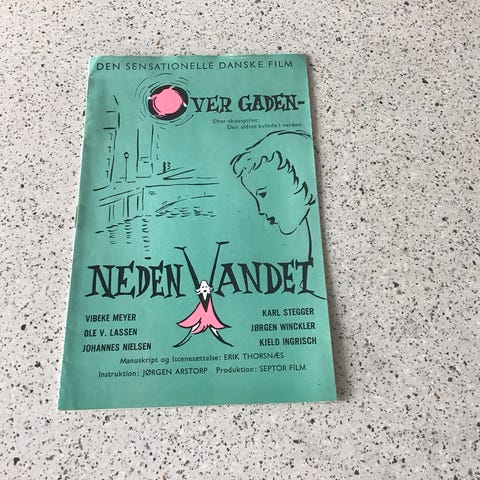 DEN SENSATIONELLE DANSKE FILM
OVER GADEN-
Efter skuespillet:
Den sidste kvinde i verden
NEDEN VANDET
VIBEKE MEYER
OLE V. LASSEN
JOHANNES NIELSEN
KARL STEGGER
JØRGEN WINCKLER
KJELD INGRISCH
Manuskript og Iscenesættelse: ERIK THORSNÆS
Instruktion: JØRGEN ARSTORP Produktion: SEPTOR FILM